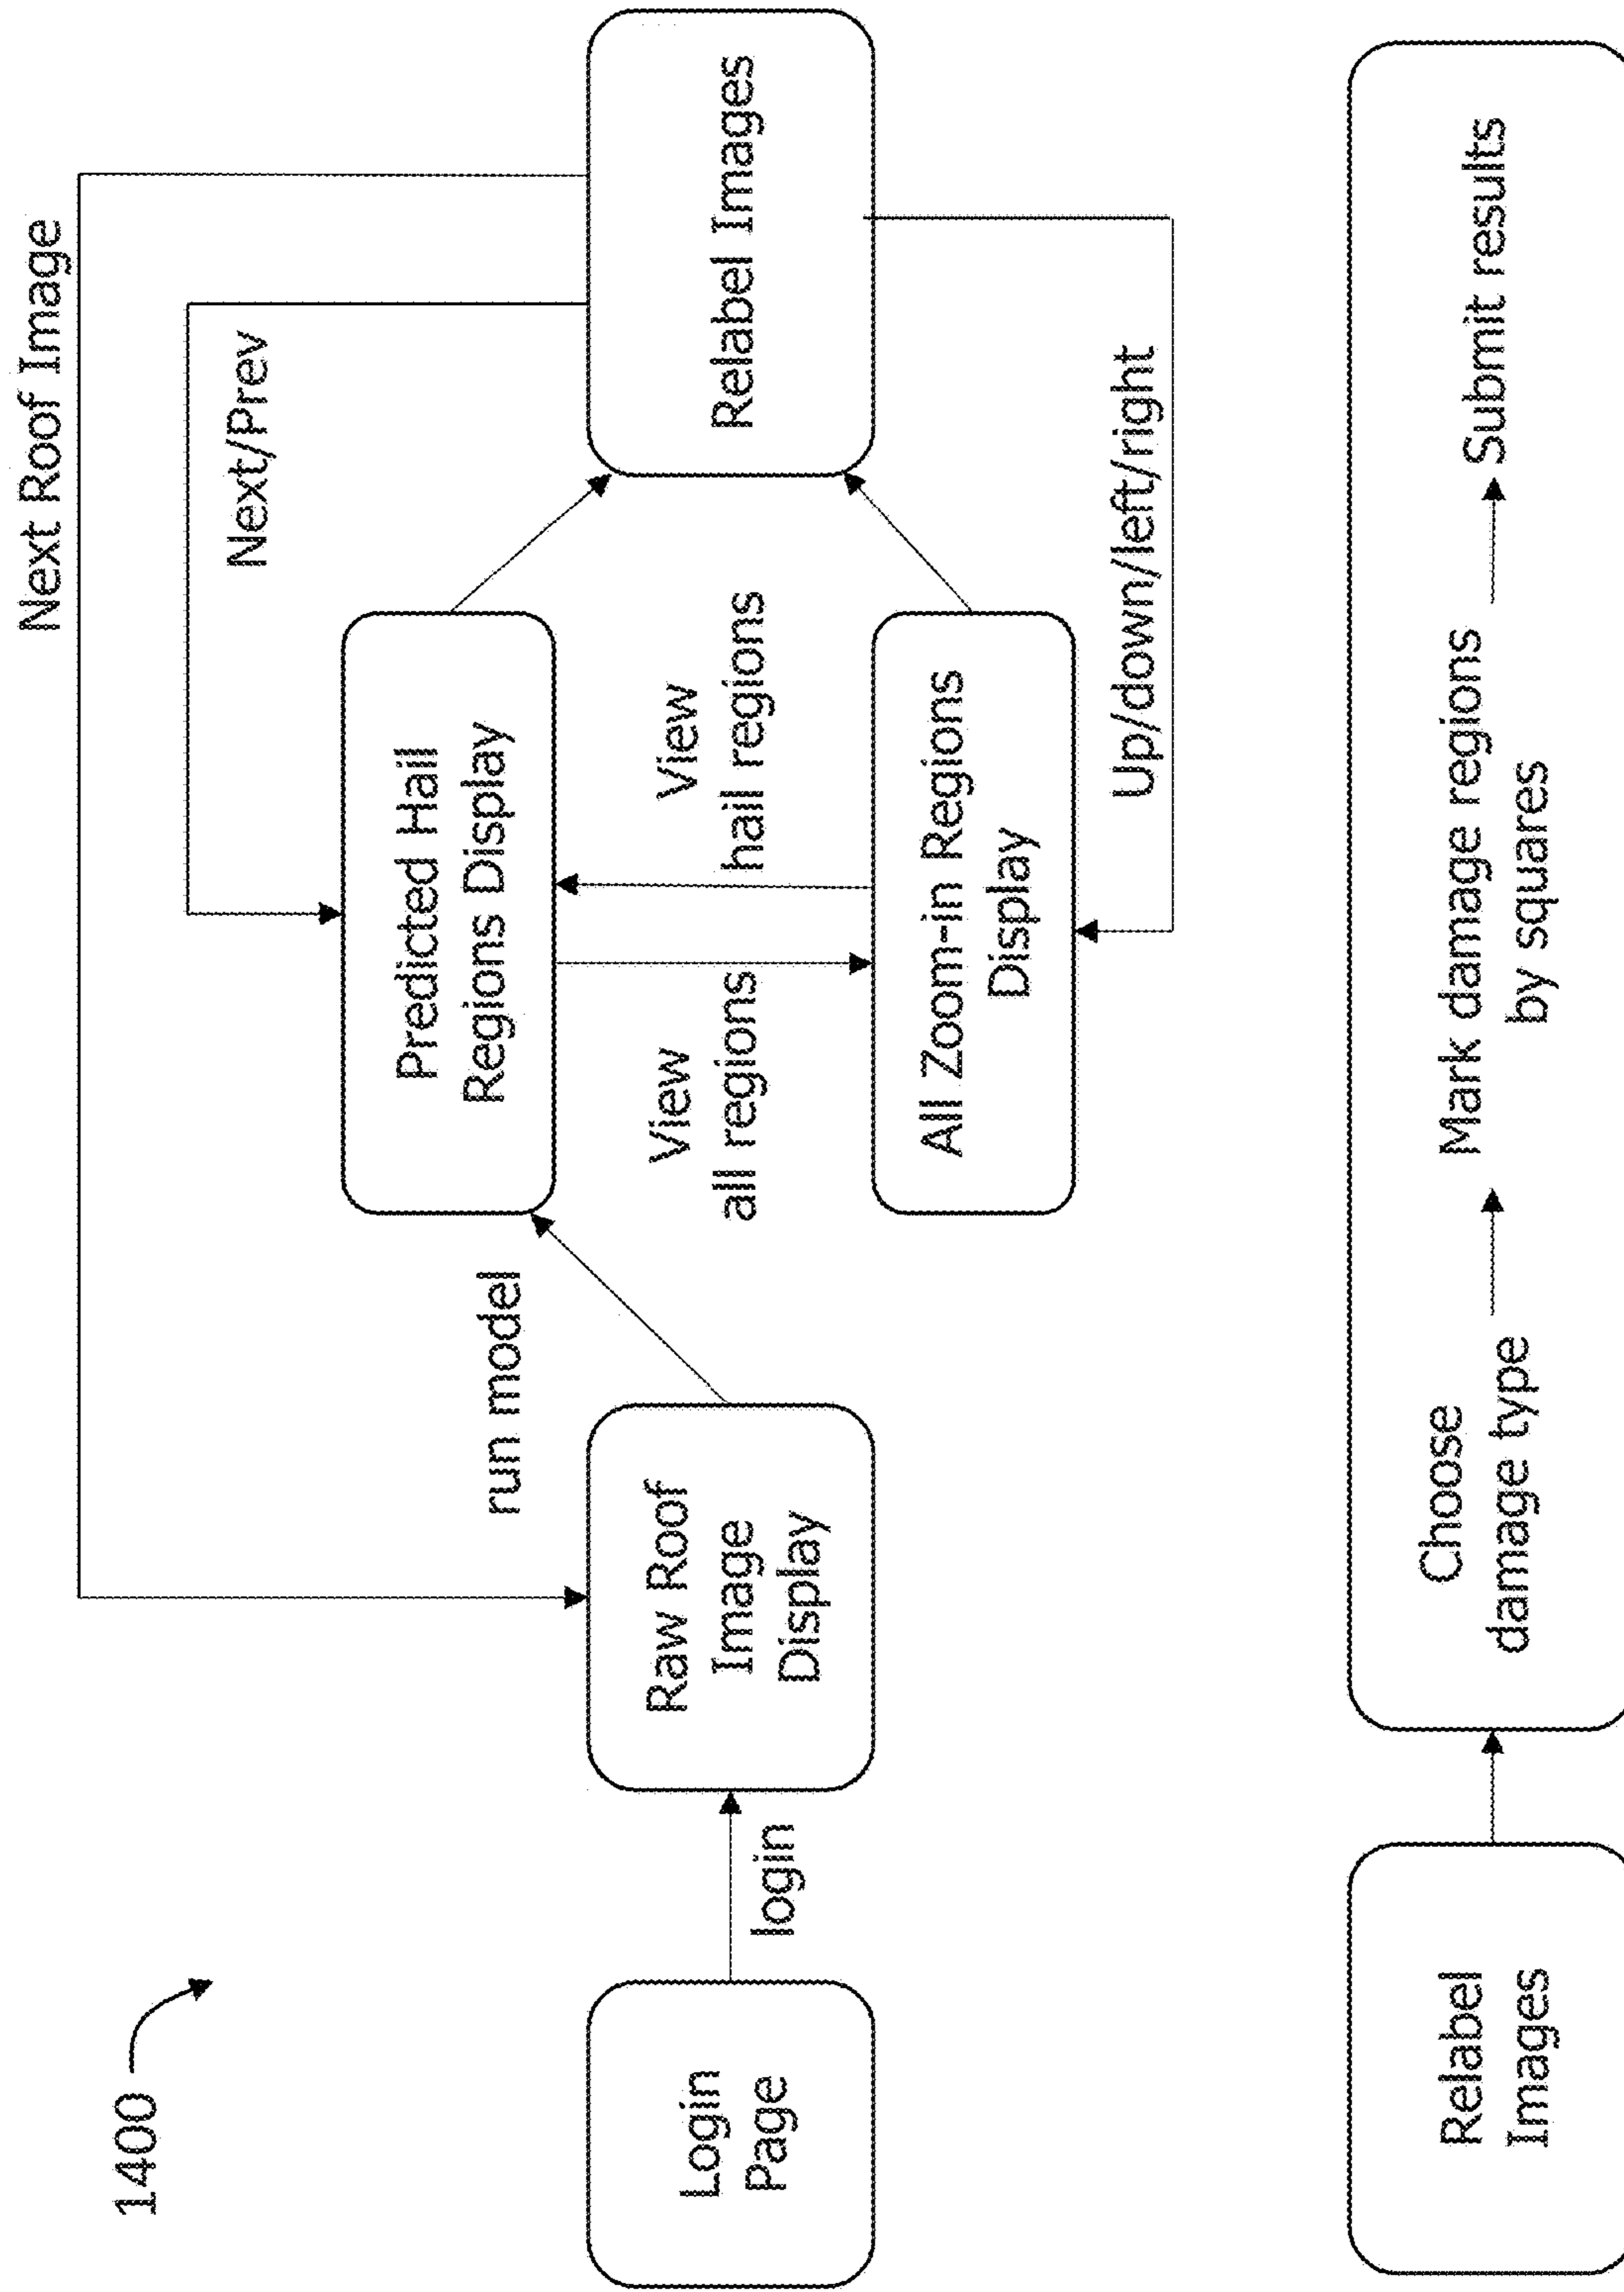 1400
Next Roof Image
Next/Prev
run model
Predicted Hail
Regions Display
Login
Page
login
Raw Roof
Image
Display
View
all regions
View
hail regions
Relabel Images
All Zoom-in Regions
Display
Up/down/left/right
Relabel
Images
Choose
damage type
Mark damage regions
by squares
Submit results